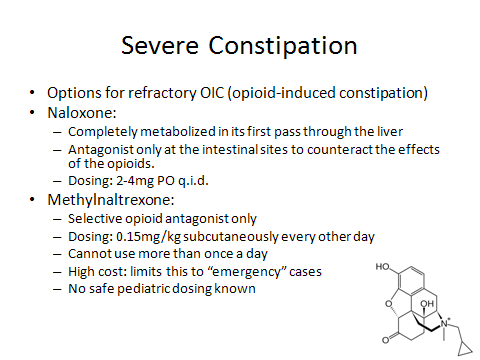 Severe Constipation
• Options for refractory OIC (opioid-induced constipation)
• Naloxone:
– Completely metabolized in its first pass through the liver
– Antagonist only at the intestinal sites to counteract the effects
of the opioids.
– Dosing: 2-4mg PO q.i.d.
• Methylnaltrexone:
– Selective opioid antagonist only
– Dosing: 0.15mg/kg subcutaneously every other day
– Cannot use more than once a day
– High cost: limits this to “emergency” cases
– No safe pediatric dosing known
HO
O
OH
N+
O